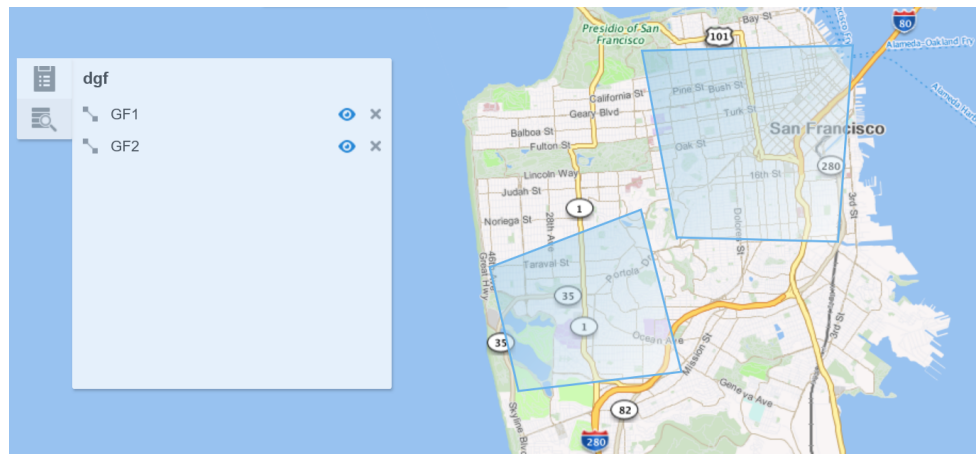 dgf
GF1
GF2
Presidio of San
Francisco
Bay St
101
80
Alameda-Oakland Fry
California St
Pine St
Bush St
Geary Blvd
Turk St
Balboa St
San Francisco
Fulton St
Oak St
280
Lincoln Way
16th St
Judah St
1
3rd St
Noriega St
28th Ave
Dolores St
46th Ave
Great Hwy
Taraval St
Portola Dr
35
1
35
Ocean Ave
Mission St
3rd St
Geneva Ave
82
Skyline Blvd
280